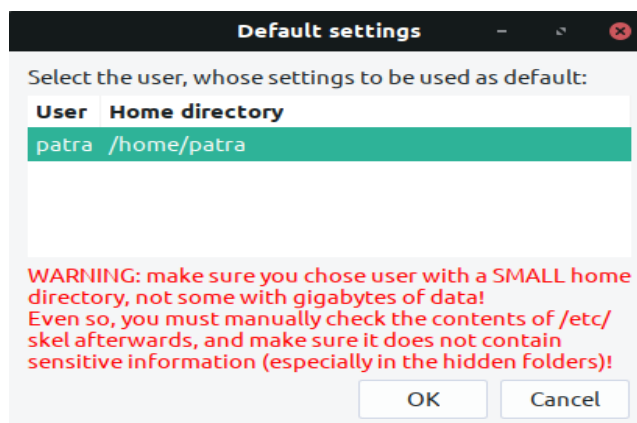 Default settings
Select the user, whose settings to be used as default:
User Home directory
patra /home/patra
WARNING: make sure you chose user with a SMALL home
directory, not some with gigabytes of data!
Even so, you must manually check the contents of /etc/
skel afterwards, and make sure it does not contain
sensitive information (especially in the hidden folders)!
OK Cancel